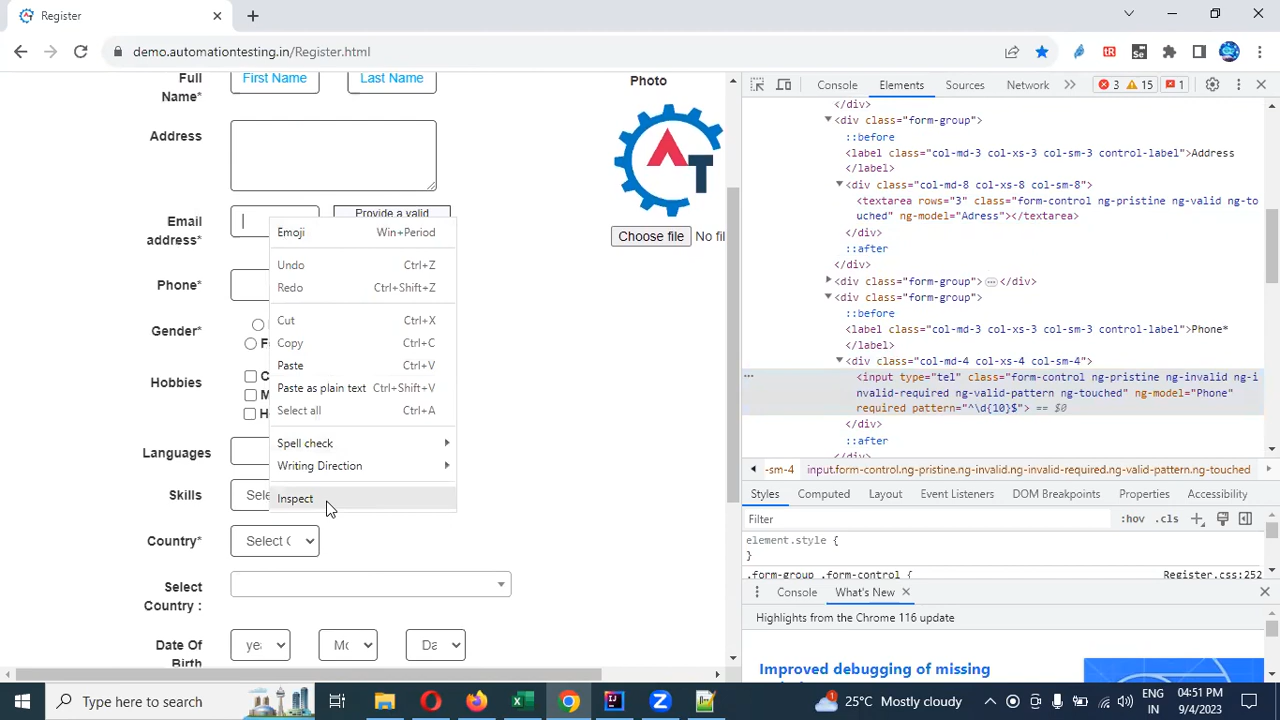 Register
demo.automationtesting.in/Register.html
Full
Name*
First Name
Last Name
Address
Email
address*
Provide a valid
Phone*
Gender*
Hobbies
Languages
Skills
Country*
Select
Country :
Date Of
Birth
Photo
Choose file No fil
Emoji Win+Period
Undo Ctrl+Z
Redo Ctrl+Shift+Z
Cut Ctrl+X
Copy Ctrl+C
Paste Ctrl+V
Paste as plain text Ctrl+Shift+V
Select all Ctrl+A
Spell check
Writing Direction
Inspect
Console Elements Sources Network 3 15 1
</div>
<div class="form-group">
::before
<label class="col-md-3 col-xs-3 col-sm-3 control-label">Address
</label>
<div class="col-md-8 col-xs-8 col-sm-8">
<textarea rows="3" class="form-control ng-pristine ng-valid ng-to
uched" ng-model="Adress"></textarea>
</div>
::after
</div>
<div class="form-group"> </div>
<div class="form-group">
::before
<label class="col-md-3 col-xs-3 col-sm-3 control-label">Phone*
</label>
<div class="col-md-4 col-xs-4 col-sm-4">
<input type="tel" class="form-control ng-pristine ng-invalid ng-i
nvalid-required ng-valid-pattern ng-touched" ng-model="Phone"
required pattern="^\d{10}$"> == $0
</div>
::after
</div>
-sm-4 input.form-control.ng-pristine.ng-invalid.ng-invalid-required.ng-valid-pattern.ng-touched
Styles Computed Layout Event Listeners DOM Breakpoints Properties Accessibility
Filter :hov .cls
element.style {
}
.form-group .form-control { Register.css:252
Console What's New
Highlights from the Chrome 116 update
Improved debugging of missing
Type here to search
25°C Mostly cloudy
ENG
IN
04:51 PM
9/4/2023